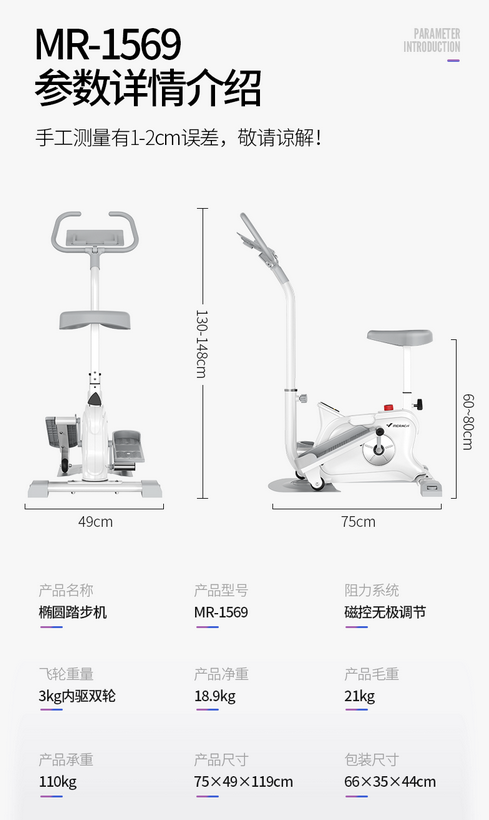 MR-1569
参数详情介绍
PARAMETER
INTRODUCTION
手工测量有1-2cm误差，敬请谅解！
130-148cm
60~80cm
MERACH
49cm
75cm
产品名称
椭圆踏步机
产品型号
MR-1569
阻力系统
磁控无极调节
飞轮重量
3kg内驱双轮
产品净重
18.9kg
产品毛重
21kg
产品承重
110kg
产品尺寸
75×49×119cm
包装尺寸
66×35×44cm